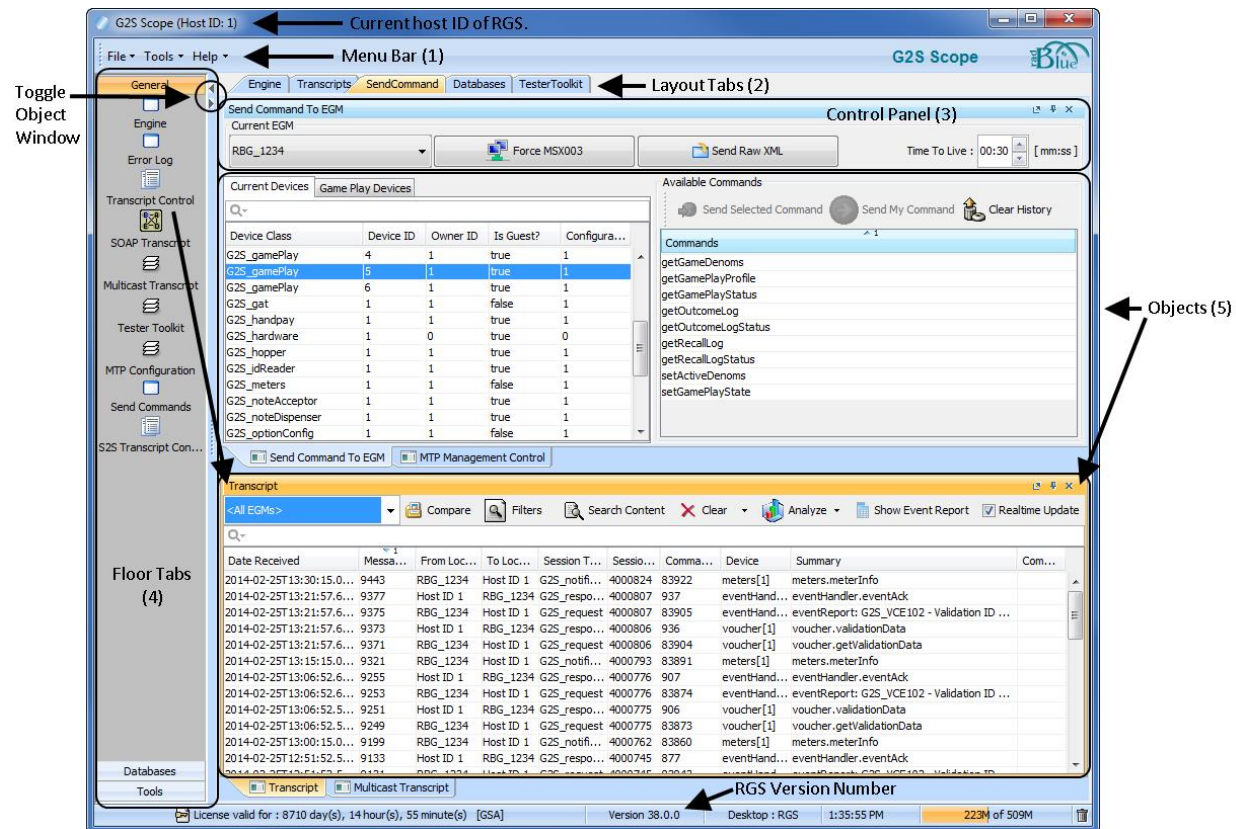 G2S Scope (Host ID: 1)
Current host ID of RGS.
File Tools Help
Menu Bar (1)
G2S Scope
radBlue
Toggle Object Window
General
Engine
Error Log
Transcript Control
SOAP Transcript
Multicast Transcript
Tester Toolkit
MTP Configuration
Send Commands
S2S Transcript Con...
Floor Tabs (4)
Databases
Tools
Engine Transcripts SendCommand Databases TesterToolkit
Layout Tabs (2)
Send Command To EGM
Control Panel (3)
Current EGM
RBG_1234 Force MSX003 Send Raw XML Time To Live : 00:30 [ mm:ss ]
Current Devices Game Play Devices
Device Class Device ID Owner ID Is Guest? Configura...
G2S_gamePlay 4 1 true 1
G2S_gamePlay 5 1 true 1
G2S_gamePlay 6 1 true 1
G2S_gat 1 1 false 1
G2S_handpay 1 1 true 1
G2S_hardware 1 0 true 0
G2S_hopper 1 1 true 1
G2S_idReader 1 1 true 1
G2S_meters 1 1 false 1
G2S_noteAcceptor 1 1 true 1
G2S_noteDispenser 1 1 true 1
G2S_optionConfig 1 1 false 1
Available Commands
Send Selected Command Send My Command Clear History
Commands 1
getGameDenoms
getGamePlayProfile
getGamePlayStatus
getOutcomeLog
getOutcomeLogStatus
getRecallLog
getRecallLogStatus
setActiveDenoms
setGamePlayState
Objects (5)
Send Command To EGM MTP Management Control
Transcript
<All EGMs> Compare Filters Search Content Clear Analyze Show Event Report Realtime Update
Date Received Messa... 1 From Loc... To Loc... Session T... Sessio... Comma... Device Summary Com...
2014-02-25T13:30:15.0... 9443 RBG_1234 Host ID 1 G2S_notifi... 4000824 83922 meters[1] meters.meterInfo
2014-02-25T13:21:57.6... 9377 Host ID 1 RBG_1234 G2S_respo... 4000807 937 eventHand... eventHandler.eventAck
2014-02-25T13:21:57.6... 9375 RBG_1234 Host ID 1 G2S_request 4000807 83905 eventHand... eventReport: G2S_VCE102 - Validation ID ...
2014-02-25T13:21:57.6... 9373 Host ID 1 RBG_1234 G2S_respo... 4000806 936 voucher[1] voucher.validationData
2014-02-25T13:21:57.6... 9371 RBG_1234 Host ID 1 G2S_request 4000806 83904 voucher[1] voucher.getValidationData
2014-02-25T13:15:15.0... 9321 RBG_1234 Host ID 1 G2S_notifi... 4000793 83891 meters[1] meters.meterInfo
2014-02-25T13:06:52.6... 9255 Host ID 1 RBG_1234 G2S_respo... 4000776 907 eventHand... eventHandler.eventAck
2014-02-25T13:06:52.6... 9253 RBG_1234 Host ID 1 G2S_request 4000776 83874 eventHand... eventReport: G2S_VCE102 - Validation ID ...
2014-02-25T13:06:52.5... 9251 Host ID 1 RBG_1234 G2S_respo... 4000775 906 voucher[1] voucher.validationData
2014-02-25T13:06:52.5... 9249 RBG_1234 Host ID 1 G2S_request 4000775 83873 voucher[1] voucher.getValidationData
2014-02-25T13:00:15.0... 9199 RBG_1234 Host ID 1 G2S_notifi... 4000762 83860 meters[1] meters.meterInfo
2014-02-25T12:51:52.5... 9133 Host ID 1 RBG_1234 G2S_respo... 4000745 877 eventHand... eventHandler.eventAck
Transcript Multicast Transcript
RGS Version Number
License valid for : 8710 day(s), 14 hour(s), 55 minute(s) [GSA] Version 38.0.0 Desktop : RGS 1:35:55 PM 223M of 509M